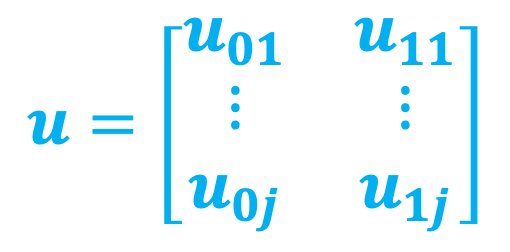 u₀₁ u₁₁
u = [ ⋮ ⋮ ]
u₀ⱼ u₁ⱼ